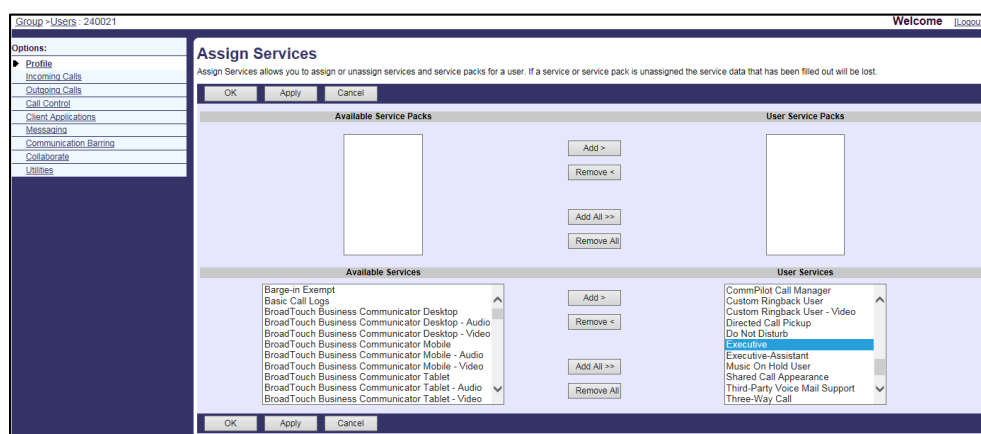 Group >Users : 240021
Welcome [Logout
Options:
Profile
Incoming Calls
Outgoing Calls
Call Control
Client Applications
Messaging
Communication Barring
Collaborate
Utilities
Assign Services
Assign Services allows you to assign or unassign services and service packs for a user. If a service or service pack is unassigned the service data that has been filled out will be lost.
OK Apply Cancel
Available Service Packs User Service Packs
Add >
Remove <
Add All >>
Remove All
Available Services User Services
Barge-in Exempt
Basic Call Logs
BroadTouch Business Communicator Desktop
BroadTouch Business Communicator Desktop - Audio
BroadTouch Business Communicator Desktop - Video
BroadTouch Business Communicator Mobile
BroadTouch Business Communicator Mobile - Audio
BroadTouch Business Communicator Mobile - Video
BroadTouch Business Communicator Tablet
BroadTouch Business Communicator Tablet - Audio
BroadTouch Business Communicator Tablet - Video
Add >
Remove <
Add All >>
Remove All
CommPilot Call Manager
Custom Ringback User
Custom Ringback User - Video
Directed Call Pickup
Do Not Disturb
Executive
Executive-Assistant
Music On Hold User
Shared Call Appearance
Third-Party Voice Mail Support
Three-Way Call
OK Apply Cancel